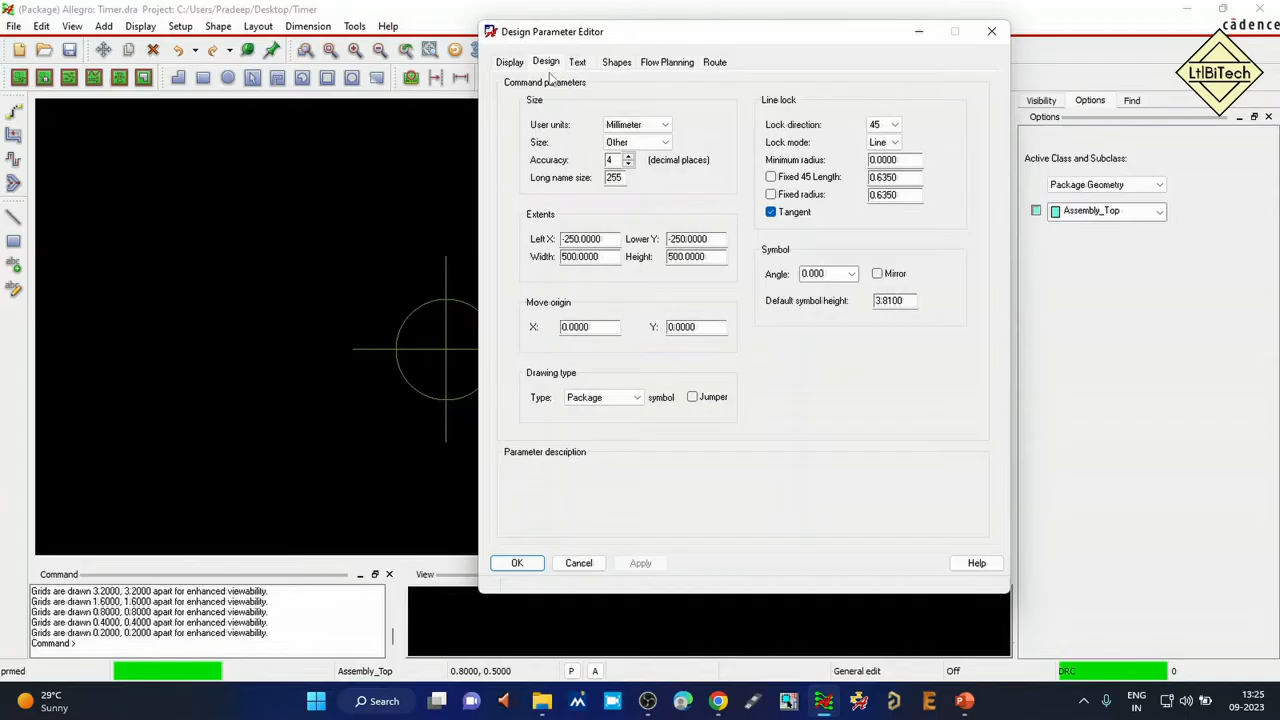 (Package) Allegro: Timer.dra Project: C:/Users/Pradeep/Desktop/Timer
File Edit View Add Display Setup Shape Layout Dimension Tools Help
cādence
LtlBiTech
Design Parameter Editor
Display Design Text Shapes Flow Planning Route
Command parameters
Size
User units: Millimeter
Size: Other
Accuracy: 4 (decimal places)
Long name size: 255
Extents
Left X: -250.0000 Lower Y: -250.0000
Width: 500.0000 Height: 500.0000
Move origin
X: 0.0000 Y: 0.0000
Drawing type
Type: Package symbol Jumper
Line lock
Lock direction: 45
Lock mode: Line
Minimum radius: 0.0000
Fixed 45 Length: 0.6350
Fixed radius: 0.6350
Tangent
Symbol
Angle: 0.000 Mirror
Default symbol height: 3.8100
Parameter description
OK Cancel Apply Help
Visibility Options Find
Options
Active Class and Subclass:
Package Geometry
Assembly_Top
Command
Grids are drawn 3.2000, 3.2000 apart for enhanced viewability.
Grids are drawn 1.6000, 1.6000 apart for enhanced viewability.
Grids are drawn 0.8000, 0.8000 apart for enhanced viewability.
Grids are drawn 0.4000, 0.4000 apart for enhanced viewability.
Grids are drawn 0.2000, 0.2000 apart for enhanced viewability.
Command >
View
prmed Assembly_Top 0.8000, 0.5000 P A General edit Off DRC 0
29°C
Sunny
Search
ENG
IN
13:25
09-2023